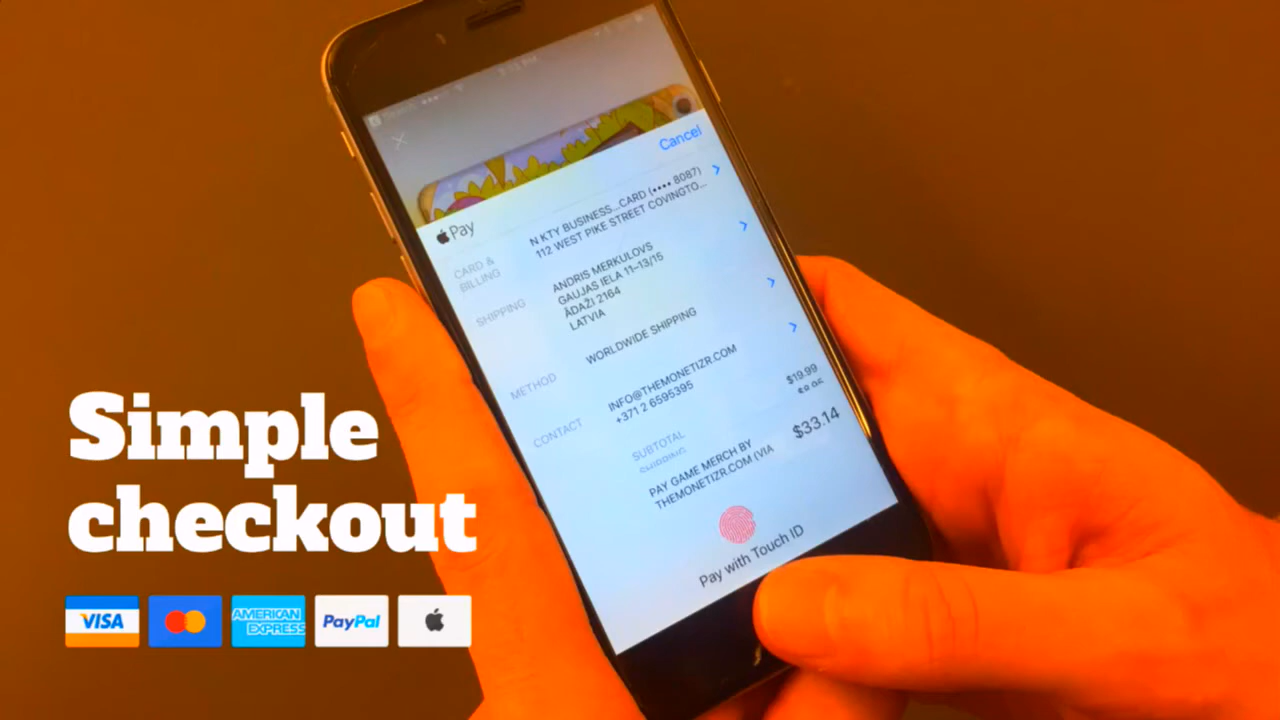 Cancel
Pay
CARD &
BILLING
N KTY BUSINESS...CARD (•••• 8087)
112 WEST PIKE STREET COVINGTO...
SHIPPING
ANDRIS MERKULOVS
GAUJAS IELA 11–13/15
ĀDAŽI 2164
LATVIA
METHOD
WORLDWIDE SHIPPING
CONTACT
INFO@THEMONETIZR.COM
+371 2 6595395
SUBTOTAL
$19.99
SHIPPING
PAY GAME MERCH BY
THEMONETIZR.COM (VIA
$33.14
Pay with Touch ID
Simple
checkout
VISA
AMERICAN
EXPRESS
PayPal